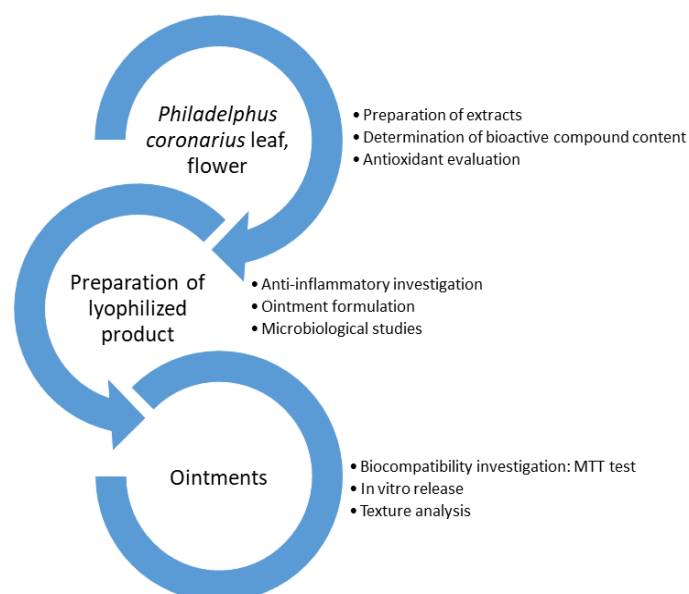 Philadelphus
coronarius leaf,
flower
• Preparation of extracts
• Determination of bioactive compound content
• Antioxidant evaluation
Preparation of
lyophilized
product
• Anti-inflammatory investigation
• Ointment formulation
• Microbiological studies
Ointments
• Biocompatibility investigation: MTT test
• In vitro release
• Texture analysis